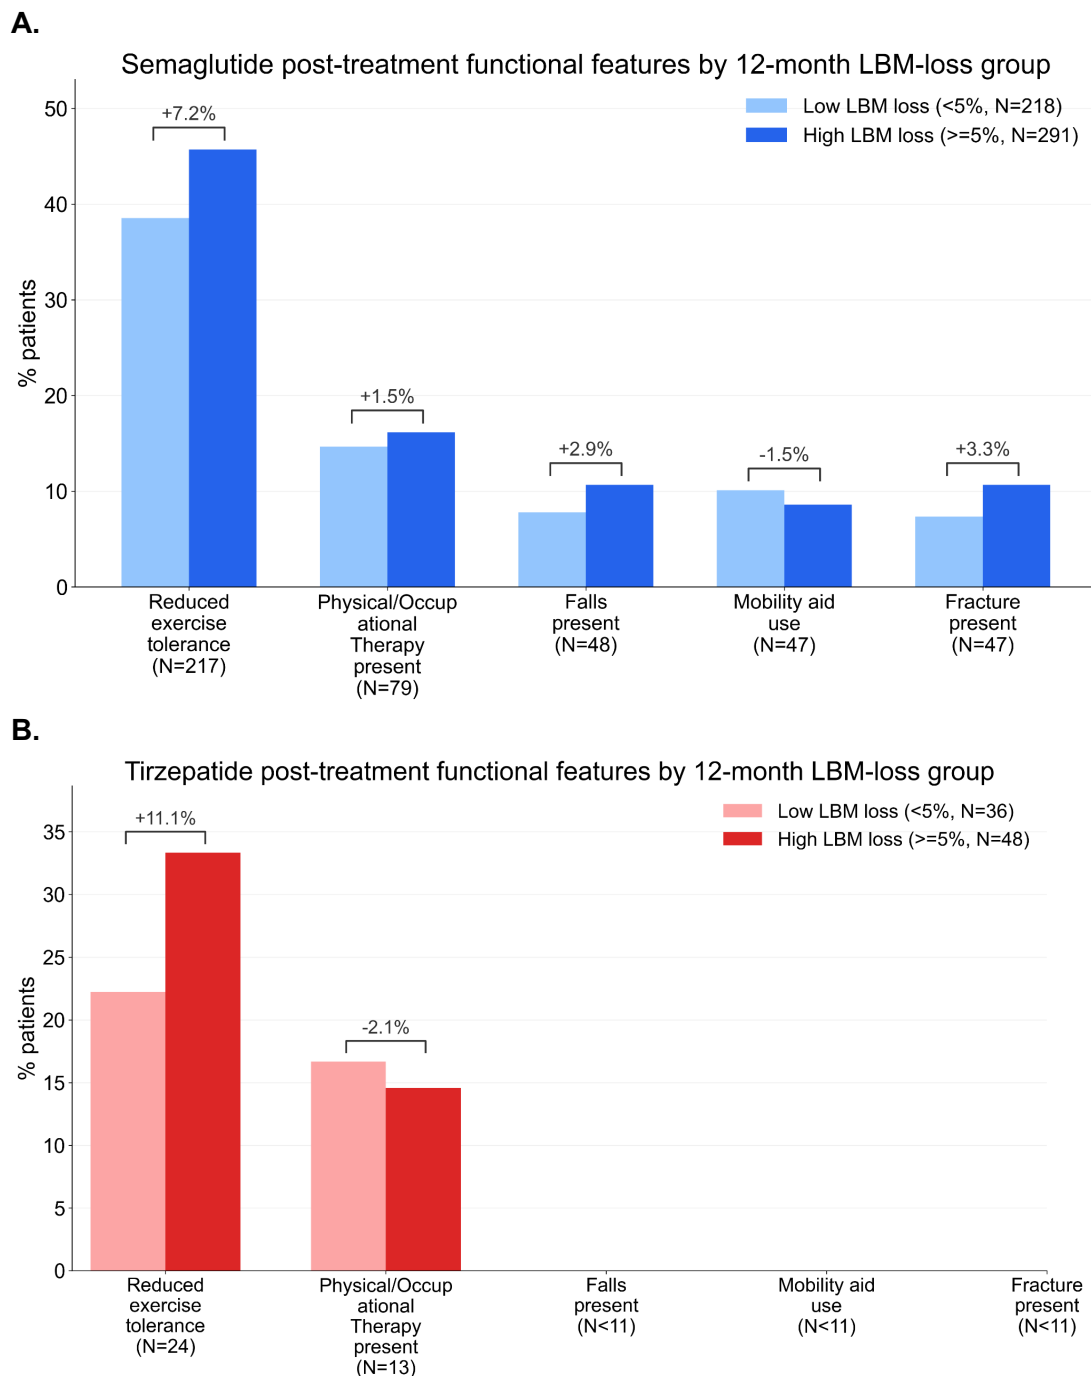 A.
Semaglutide post-treatment functional features by 12-month LBM-loss group
Low LBM loss (<5%, N=218)
High LBM loss (>=5%, N=291)
% patients
50
40
30
20
10
0
+7.2%
+1.5%
+2.9%
-1.5%
+3.3%
Reduced
exercise
tolerance
(N=217)
Physical/Occup
ational
Therapy
present
(N=79)
Falls
present
(N=48)
Mobility aid
use
(N=47)
Fracture
present
(N=47)
B.
Tirzepatide post-treatment functional features by 12-month LBM-loss group
Low LBM loss (<5%, N=36)
High LBM loss (>=5%, N=48)
% patients
35
30
25
20
15
10
5
0
+11.1%
-2.1%
Reduced
exercise
tolerance
(N=24)
Physical/Occup
ational
Therapy
present
(N=13)
Falls
present
(N<11)
Mobility aid
use
(N<11)
Fracture
present
(N<11)